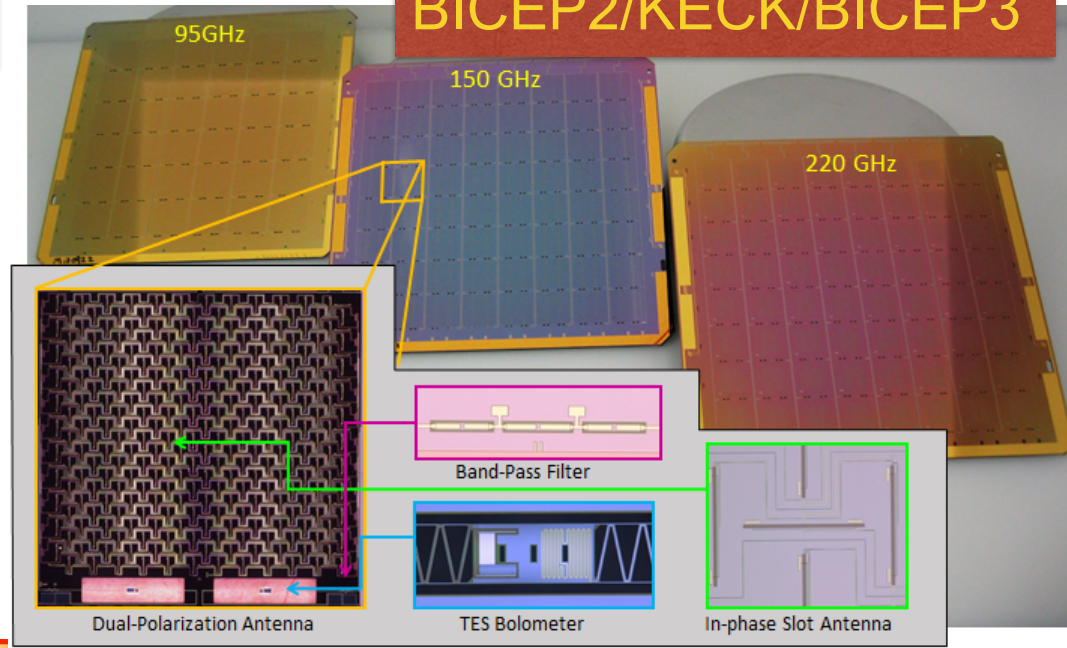 BICEP2/KECK/BICEP3
95GHz
150 GHz
220 GHz
Band-Pass Filter
Dual-Polarization Antenna
TES Bolometer
In-phase Slot Antenna